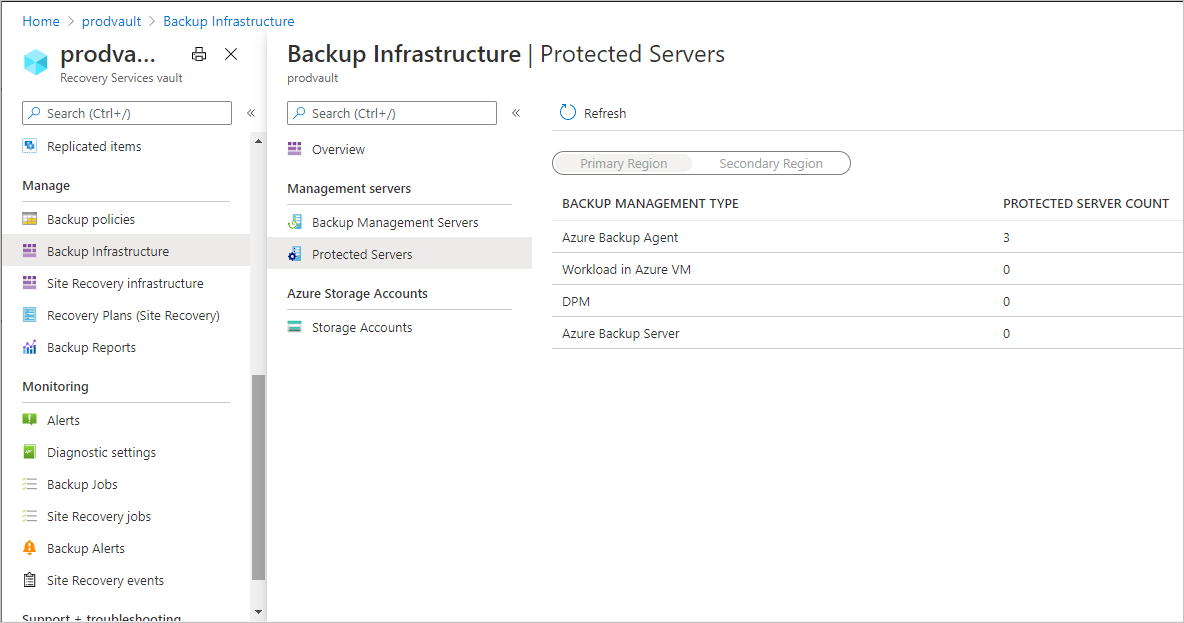 Home > prodvault > Backup Infrastructure
prodva...
Recovery Services vault
Search (Ctrl+/)
«
Replicated items
Manage
Backup policies
Backup Infrastructure
Site Recovery infrastructure
Recovery Plans (Site Recovery)
Backup Reports
Monitoring
Alerts
Diagnostic settings
Backup Jobs
Site Recovery jobs
Backup Alerts
Site Recovery events
Support + troubleshooting
Backup Infrastructure | Protected Servers
prodvault
Search (Ctrl+/)
«
Overview
Management servers
Backup Management Servers
Protected Servers
Azure Storage Accounts
Storage Accounts
Refresh
Primary Region Secondary Region
BACKUP MANAGEMENT TYPE PROTECTED SERVER COUNT
Azure Backup Agent 3
Workload in Azure VM 0
DPM 0
Azure Backup Server 0